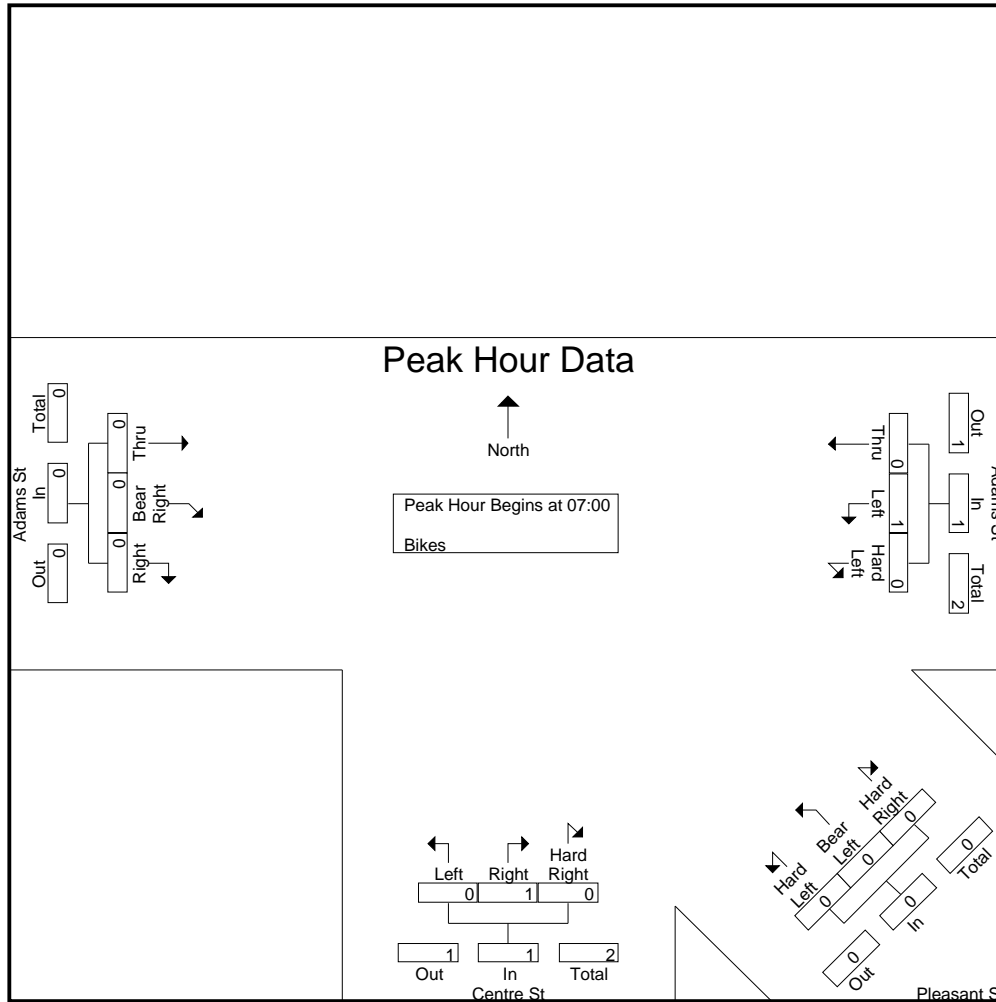 Peak Hour Data
North
Peak Hour Begins at 07:00
Bikes
Adams St
Total
0
In
0
Out
0
0
Thru
0
Bear
Right
0
Right
Out
1
In
1
Total
2
Adams St
Thru
0
Left
1
Hard
Left
0
Left
Right
Hard
Right
0
1
0
1
1
2
Out
In
Total
Centre St
Hard
Right
0
Bear
Left
0
Hard
Left
0
Total
0
In
0
Out
0
Pleasant S